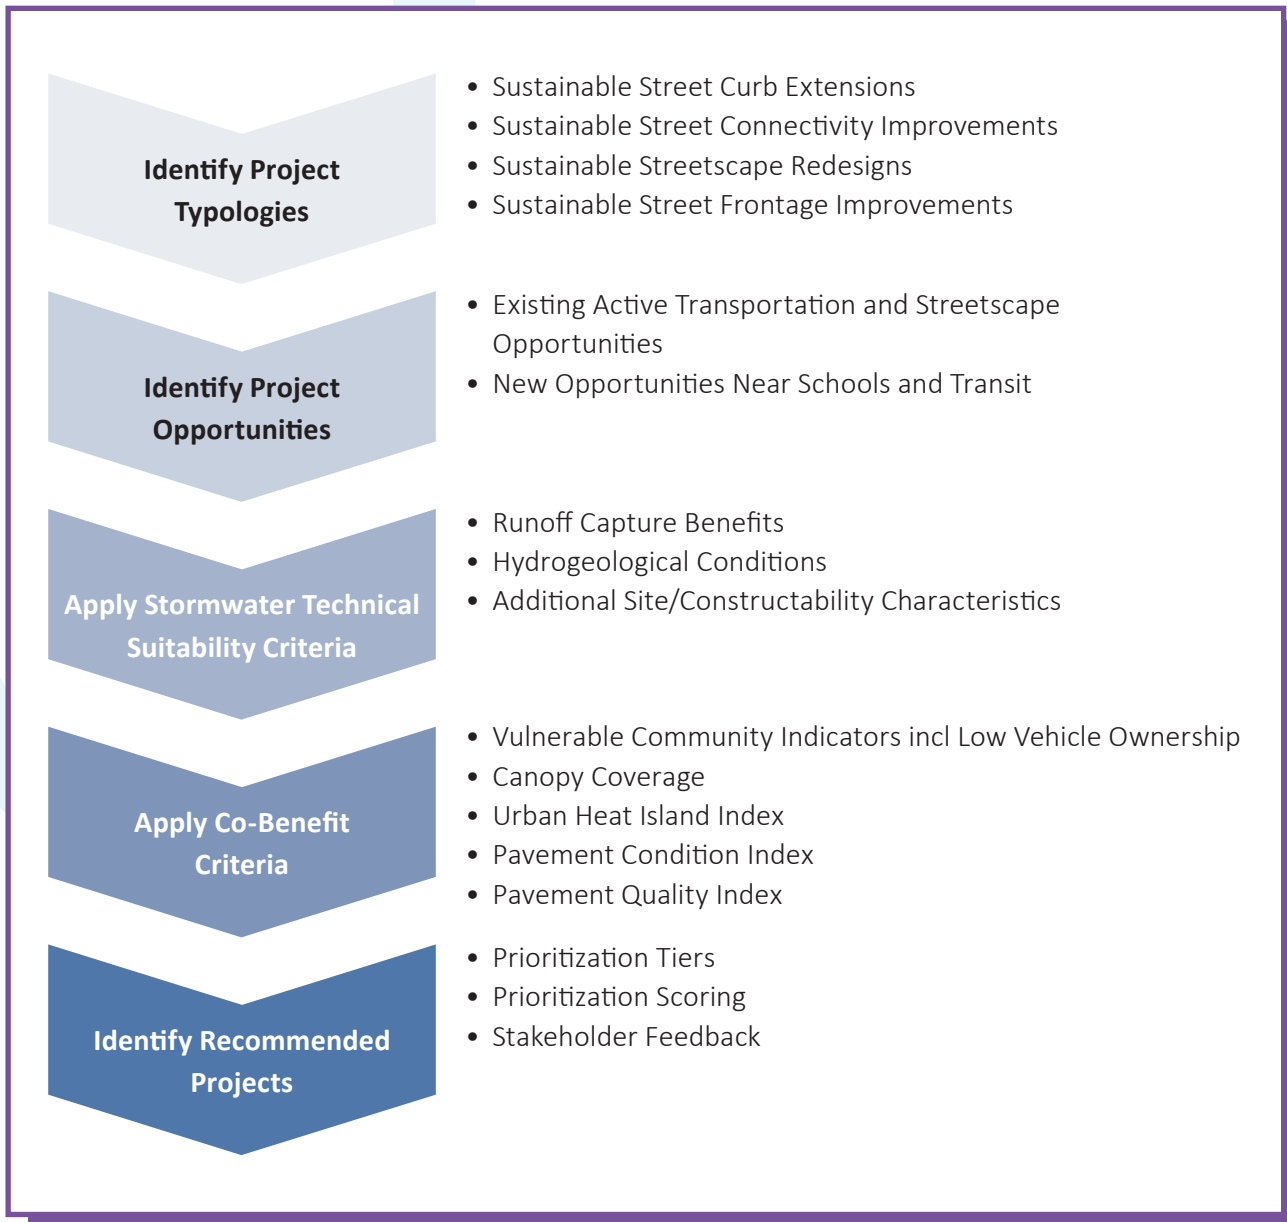 Identify Project
Typologies
• Sustainable Street Curb Extensions
• Sustainable Street Connectivity Improvements
• Sustainable Streetscape Redesigns
• Sustainable Street Frontage Improvements
Identify Project
Opportunities
• Existing Active Transportation and Streetscape
Opportunities
• New Opportunities Near Schools and Transit
Apply Stormwater Technical
Suitability Criteria
• Runoff Capture Benefits
• Hydrogeological Conditions
• Additional Site/Constructability Characteristics
Apply Co-Benefit
Criteria
• Vulnerable Community Indicators incl Low Vehicle Ownership
• Canopy Coverage
• Urban Heat Island Index
• Pavement Condition Index
• Pavement Quality Index
Identify Recommended
Projects
• Prioritization Tiers
• Prioritization Scoring
• Stakeholder Feedback